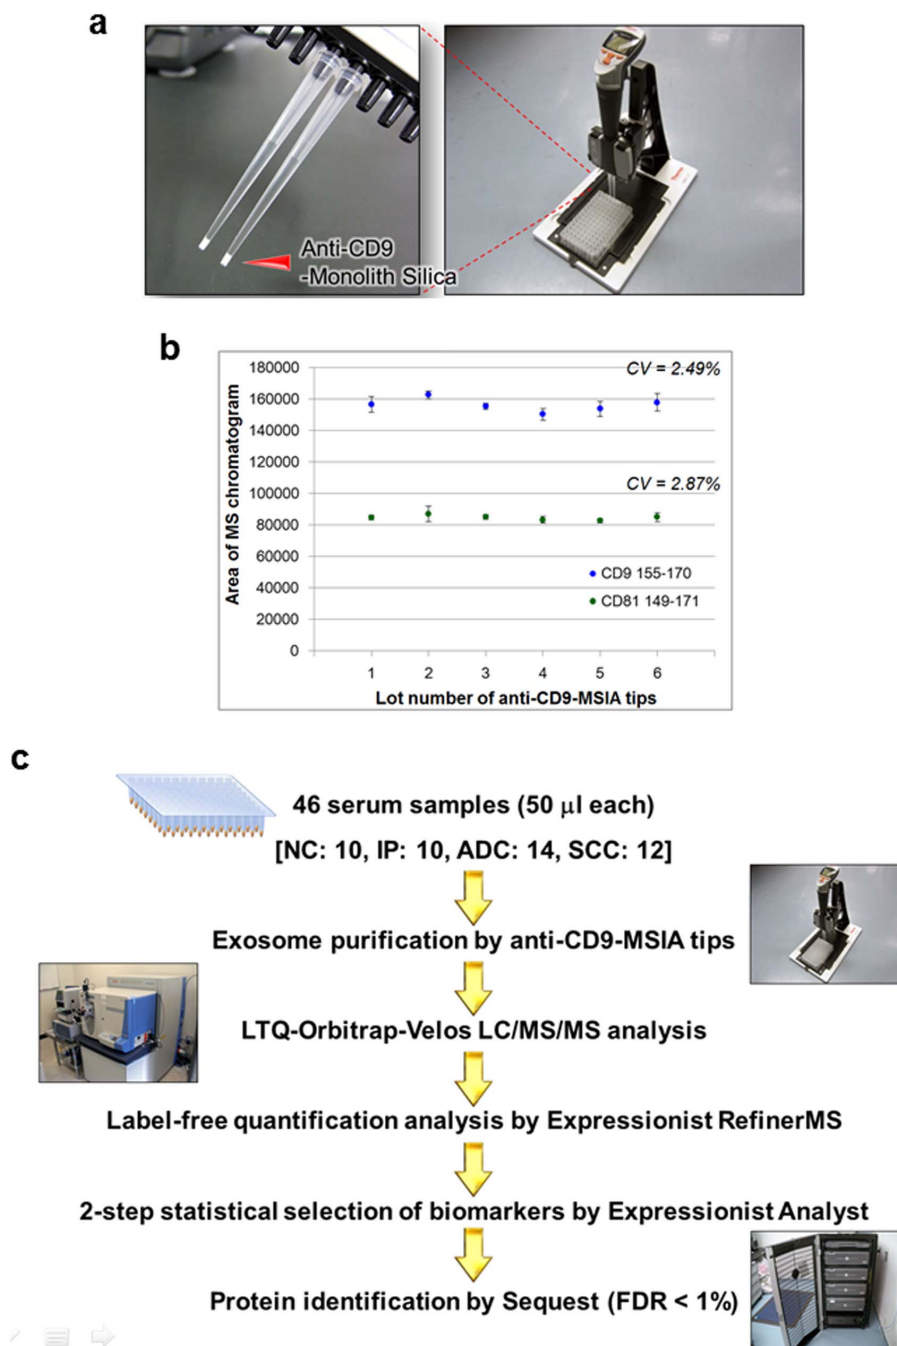 a
Anti-CD9
-Monolith Silica
b
180000
160000
140000
120000
100000
80000
60000
40000
20000
0
Area of MS chromatogram
CV = 2.49%
CV = 2.87%
CD9 155-170
CD81 149-171
1 2 3 4 5 6
Lot number of anti-CD9-MSIA tips
c
46 serum samples (50 μl each)
[NC: 10, IP: 10, ADC: 14, SCC: 12]
Exosome purification by anti-CD9-MSIA tips
LTQ-Orbitrap-Velos LC/MS/MS analysis
Label-free quantification analysis by Expressionist RefinerMS
2-step statistical selection of biomarkers by Expressionist Analyst
Protein identification by Sequest (FDR < 1%)